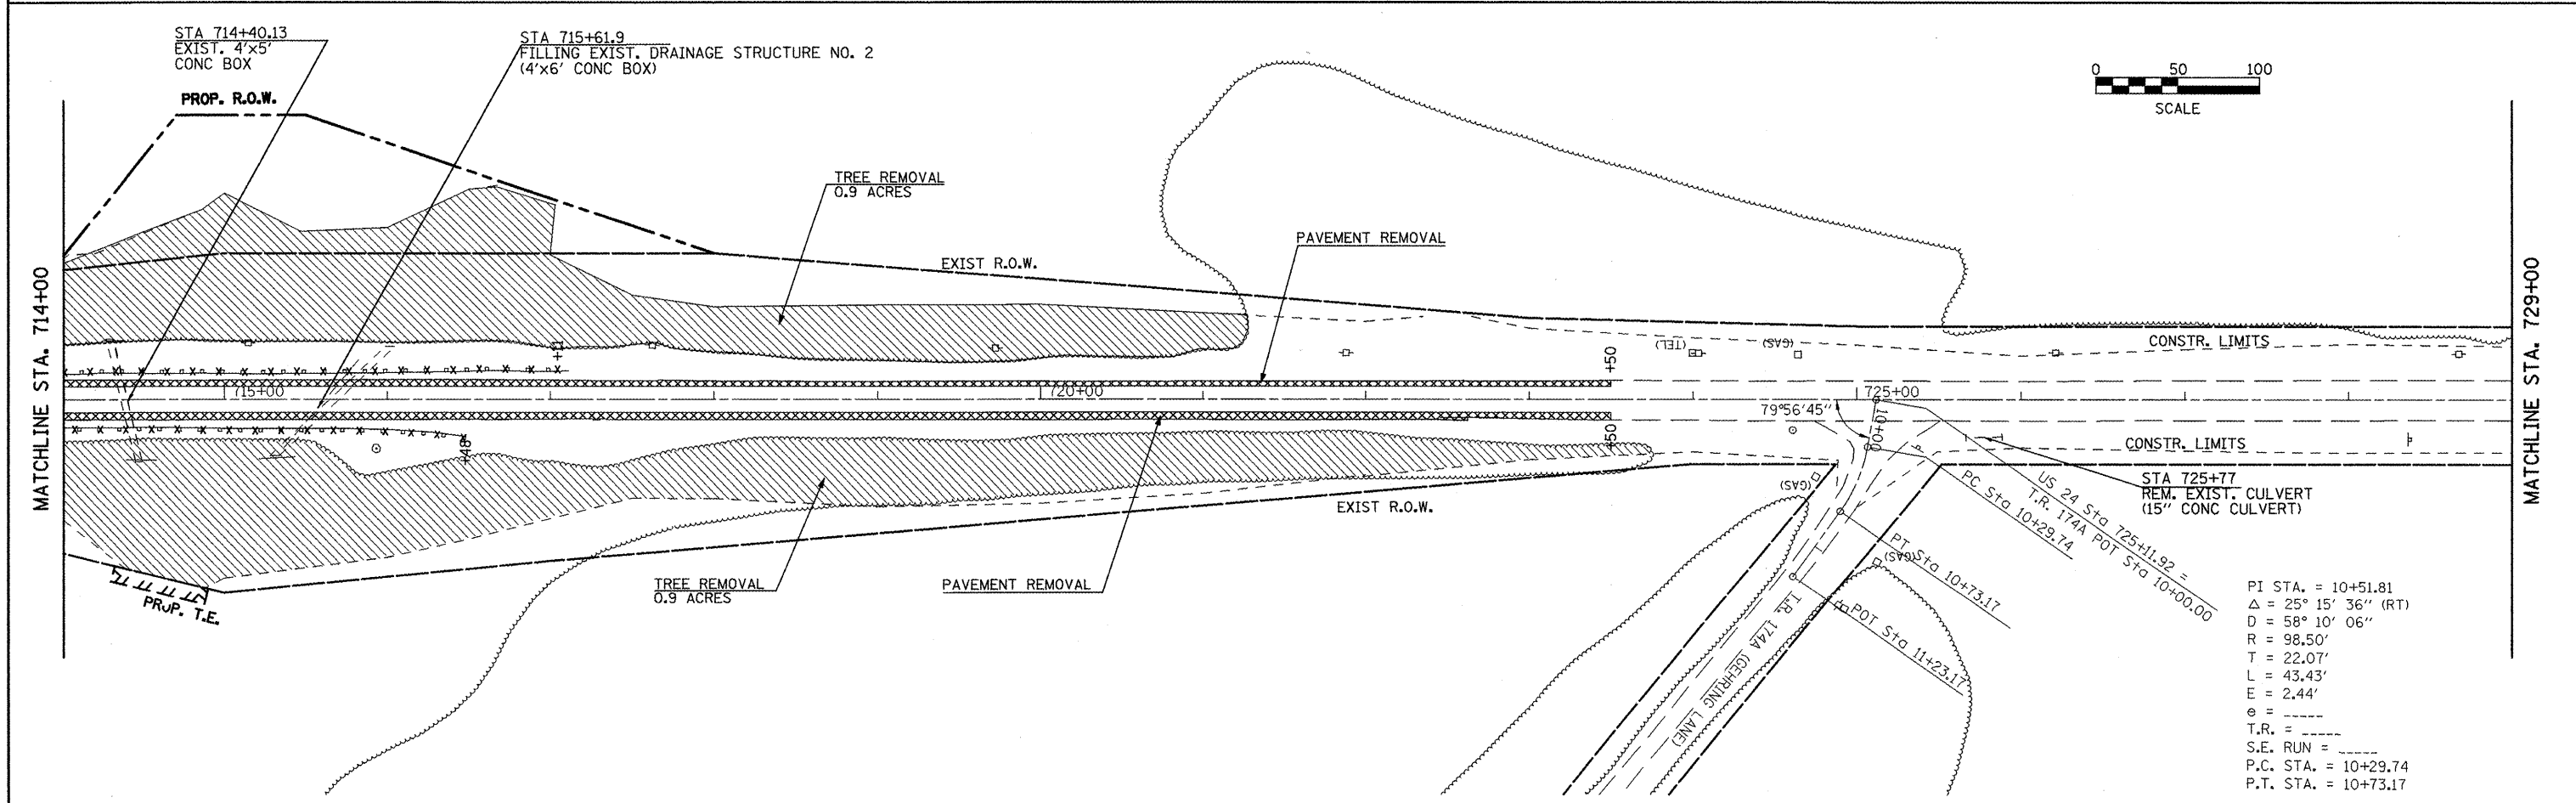 STA 714+40.13
EXIST. 4'x5'
CONC BOX
STA 715+61.9
FILLING EXIST. DRAINAGE STRUCTURE NO. 2
(4'x6' CONC BOX)
PROP. R.O.W.
0 50 100
SCALE
TREE REMOVAL
0.9 ACRES
PAVEMENT REMOVAL
EXIST R.O.W.
MATCHLINE STA. 714+00
MATCHLINE STA. 729+00
(TEL)
(GAS)
CONSTR. LIMITS
+50
715+00
720+00
725+00
79°56'45"
10+00
+48
+50
CONSTR. LIMITS
(GAS)
STA 725+77
REM. EXIST. CULVERT
(15" CONC CULVERT)
US 24 Sta 725+11.92 =
T.R. 174A POT Sta 10+00.00
PC Sta 10+29.74
EXIST R.O.W.
PT Sta 10+73.17
(GAS)
POT Sta 11+23.17
T.R. 174A (GEHRING LANE)
TREE REMOVAL
0.9 ACRES
PAVEMENT REMOVAL
PROP. T.E.
PI STA. = 10+51.81
Δ = 25° 15' 36" (RT)
D = 58° 10' 06"
R = 98.50'
T = 22.07'
L = 43.43'
E = 2.44'
e = _____
T.R. = _____
S.E. RUN = _____
P.C. STA. = 10+29.74
P.T. STA. = 10+73.17